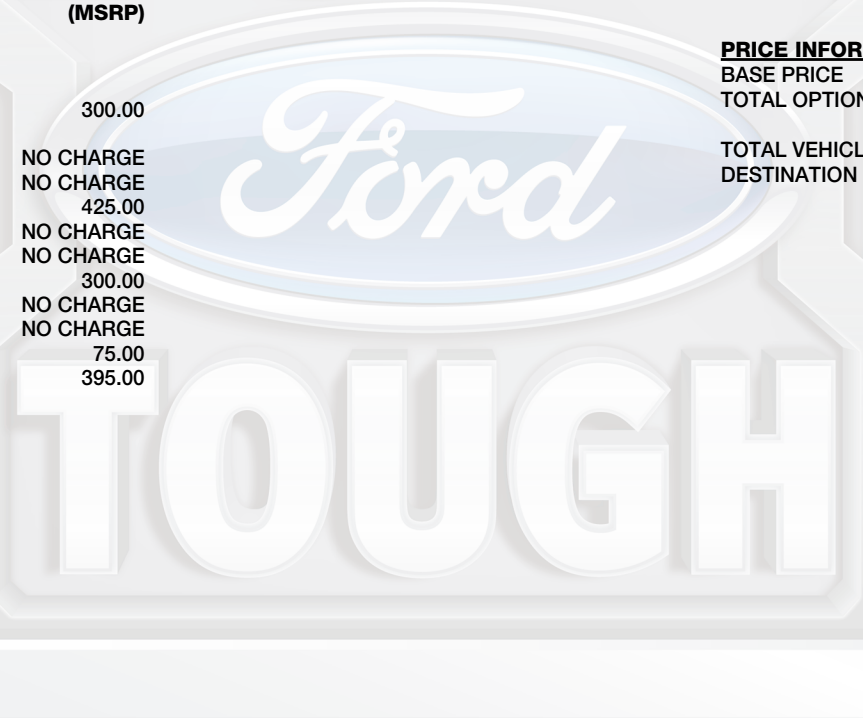 (MSRP)
300.00
NO CHARGE
NO CHARGE
425.00
NO CHARGE
NO CHARGE
300.00
NO CHARGE
NO CHARGE
75.00
395.00
PRICE INFOR
BASE PRICE
TOTAL OPTION
TOTAL VEHICL
DESTINATION
Ford
TOUGH